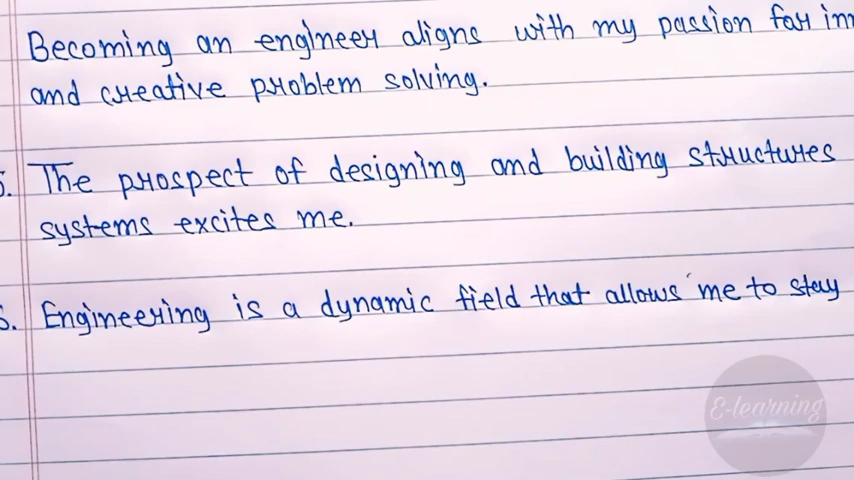 Becoming an engineer aligns with my passion for
and creative problem solving.
5. The prospect of designing and building structures
systems excites me.
6. Engineering is a dynamic field that allows me to stay
E-learning